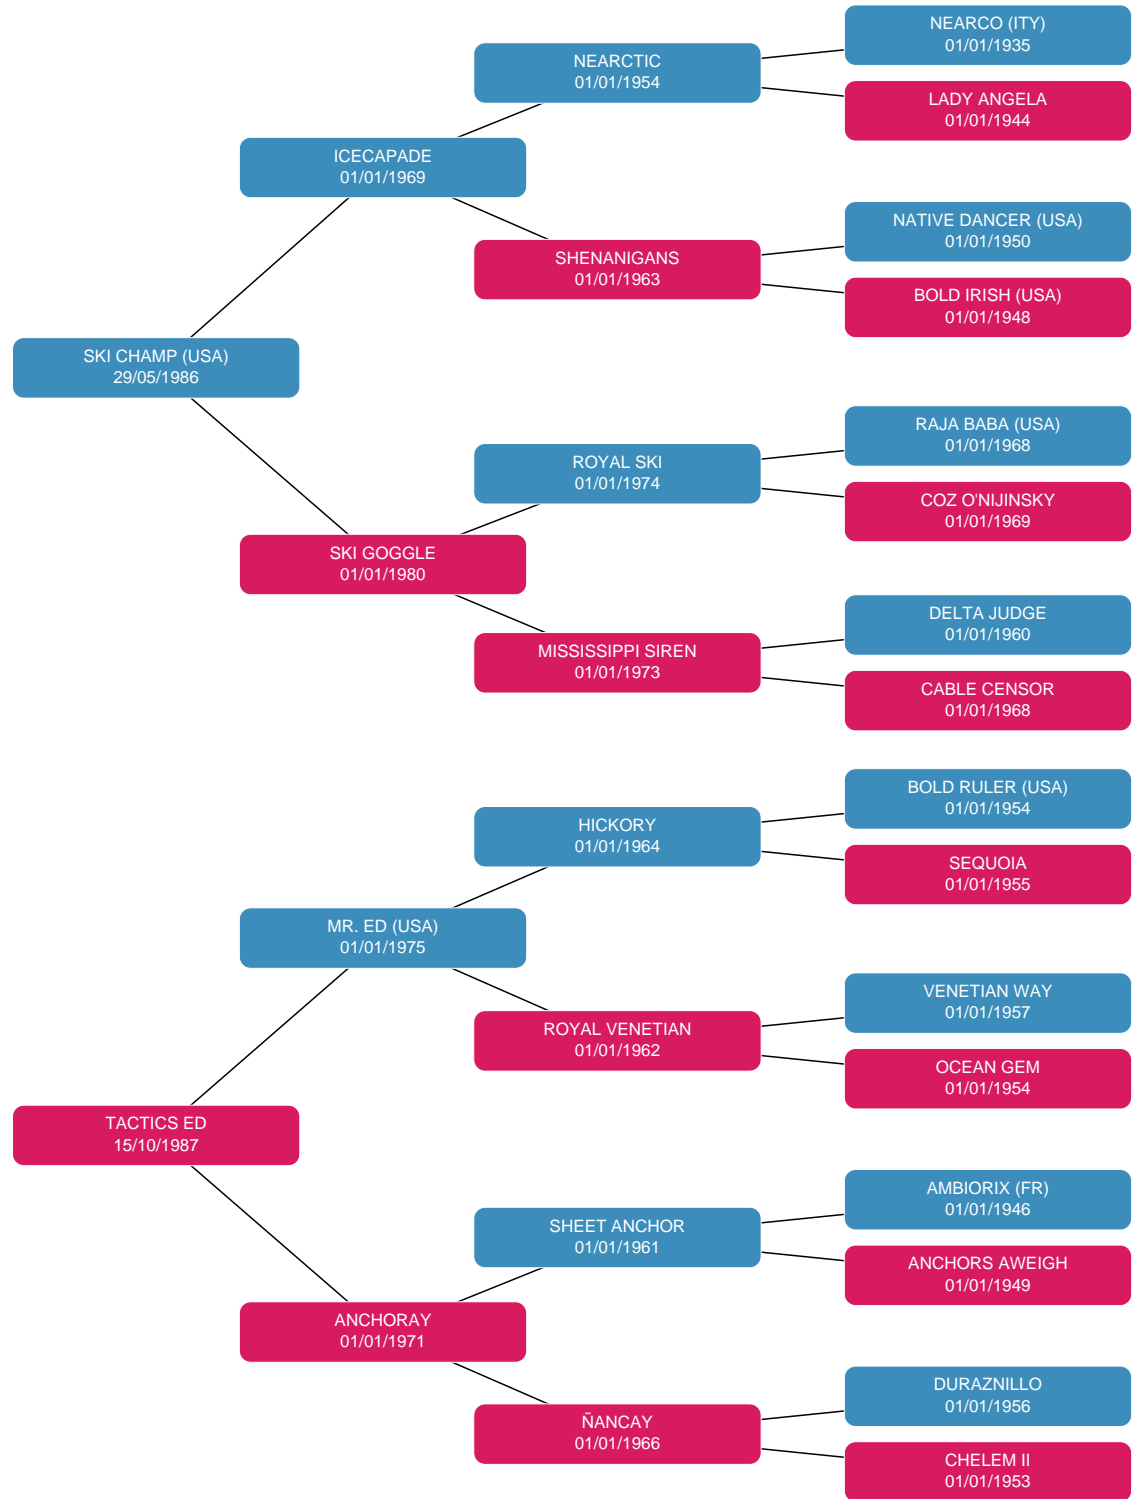 NEARCO (ITY)
01/01/1935
NEARCTIC
01/01/1954
LADY ANGELA
01/01/1944
ICECAPADE
01/01/1969
NATIVE DANCER (USA)
01/01/1950
SHENANIGANS
01/01/1963
BOLD IRISH (USA)
01/01/1948
SKI CHAMP (USA)
29/05/1986
RAJA BABA (USA)
01/01/1968
ROYAL SKI
01/01/1974
COZ O'NIJINSKY
01/01/1969
SKI GOGGLE
01/01/1980
DELTA JUDGE
01/01/1960
MISSISSIPPI SIREN
01/01/1973
CABLE CENSOR
01/01/1968
BOLD RULER (USA)
01/01/1954
HICKORY
01/01/1964
SEQUOIA
01/01/1955
MR. ED (USA)
01/01/1975
VENETIAN WAY
01/01/1957
ROYAL VENETIAN
01/01/1962
OCEAN GEM
01/01/1954
TACTICS ED
15/10/1987
AMBIORIX (FR)
01/01/1946
SHEET ANCHOR
01/01/1961
ANCHORS AWEIGH
01/01/1949
ANCHORAY
01/01/1971
DURAZNILLO
01/01/1956
ÑANCAY
01/01/1966
CHELEM II
01/01/1953